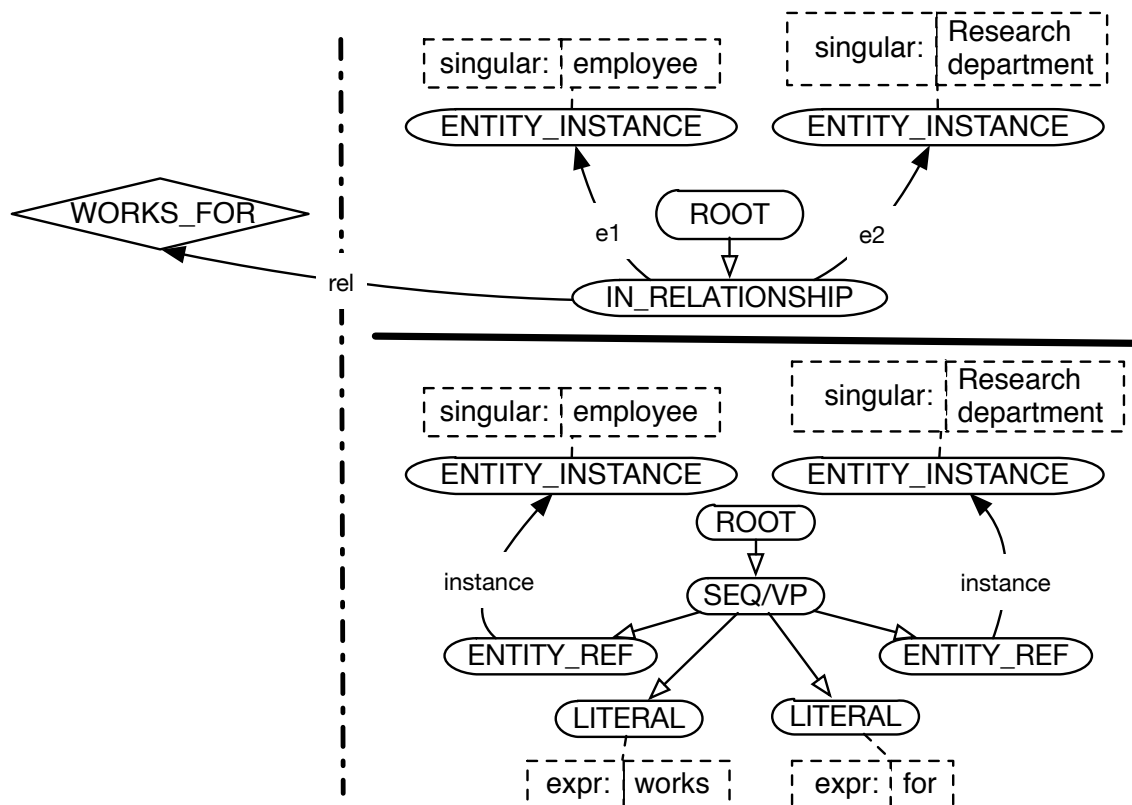 singular: employee
singular: Research
department
ENTITY_INSTANCE
ENTITY_INSTANCE
WORKS_FOR
ROOT
e1
e2
rel
IN_RELATIONSHIP
singular: employee
singular: Research
department
ENTITY_INSTANCE
ENTITY_INSTANCE
ROOT
instance
instance
SEQ/VP
ENTITY_REF
ENTITY_REF
LITERAL
LITERAL
expr: works
expr: for